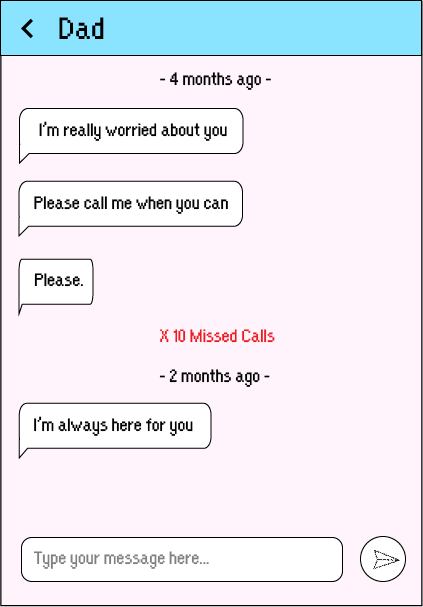 Dad
- 4 months ago -
I'm really worried about you
Please call me when you can
Please.
X 10 Missed Calls
- 2 months ago -
I'm always here for you
Type your message here...